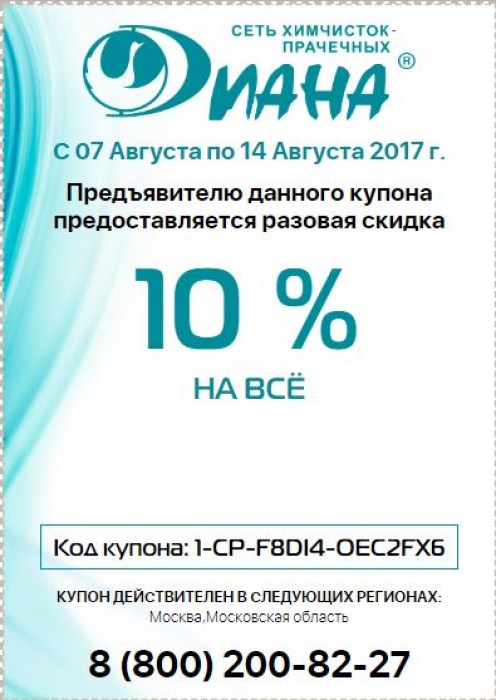 СЕТЬ ХИМЧИСТОК-
ПРАЧЕЧНЫХ
ДИАНА®
С 07 Августа по 14 Августа 2017 г.
Предъявителю данного купона
предоставляется разовая скидка
10 %
НА ВСЁ
Код купона: 1-CP-F8DI4-OEC2FX6
КУПОН ДЕЙСТВИТЕЛЕН В СЛЕДУЮЩИХ РЕГИОНАХ:
Москва,Московская область
8 (800) 200-82-27